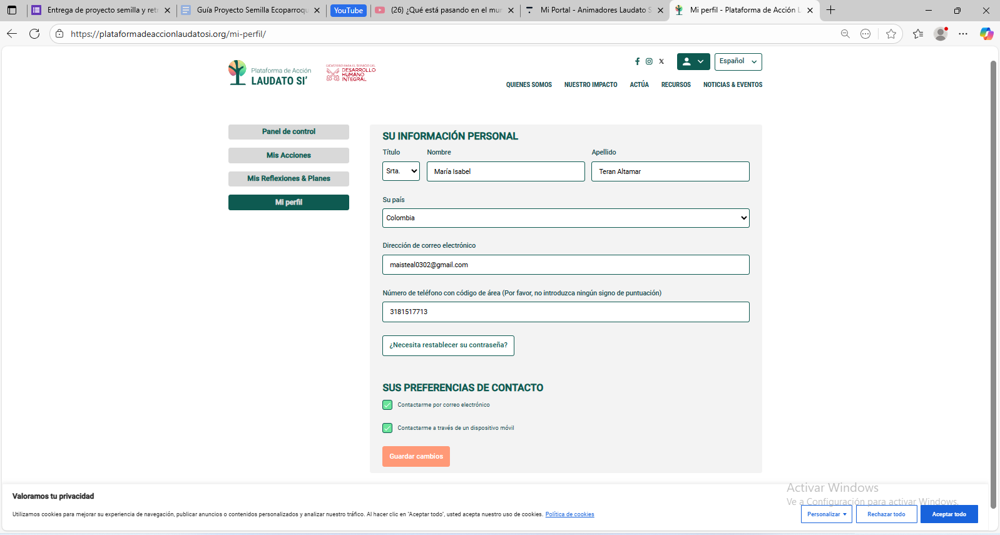 Entrega de proyecto semilla y retr
Guía Proyecto Semilla Ecoparroqu
YouTube
(26) ¿Qué está pasando en el mun
Mi Portal - Animadores Laudato S
Mi perfil - Plataforma de Acción L
https://plataformadeaccionlaudatosi.org/mi-perfil/
Plataforma de Acción
LAUDATO SI’
DICASTERIO PARA EL SERVICIO DEL
DESARROLLO
HUMANO
INTEGRAL
Español
QUIENES SOMOS
NUESTRO IMPACTO
ACTÚA
RECURSOS
NOTICIAS & EVENTOS
Panel de control
Mis Acciones
Mis Reflexiones & Planes
Mi perfil
SU INFORMACIÓN PERSONAL
Título
Nombre
Apellido
Srta.
María Isabel
Teran Altamar
Su país
Colombia
Dirección de correo electrónico
maisteal0302@gmail.com
Número de teléfono con código de área (Por favor, no introduzca ningún signo de puntuación)
3181517713
¿Necesita restablecer su contraseña?
SUS PREFERENCIAS DE CONTACTO
Contactarme por correo electrónico
Contactarme a través de un dispositivo móvil
Guardar cambios
Activar Windows
Ve a Configuración para activar Windows.
Valoramos tu privacidad
Utilizamos cookies para mejorar su experiencia de navegación, publicar anuncios o contenidos personalizados y analizar nuestro tráfico. Al hacer clic en "Aceptar todo", usted acepta nuestro uso de cookies. Política de cookies
Personalizar
Rechazar todo
Aceptar todo